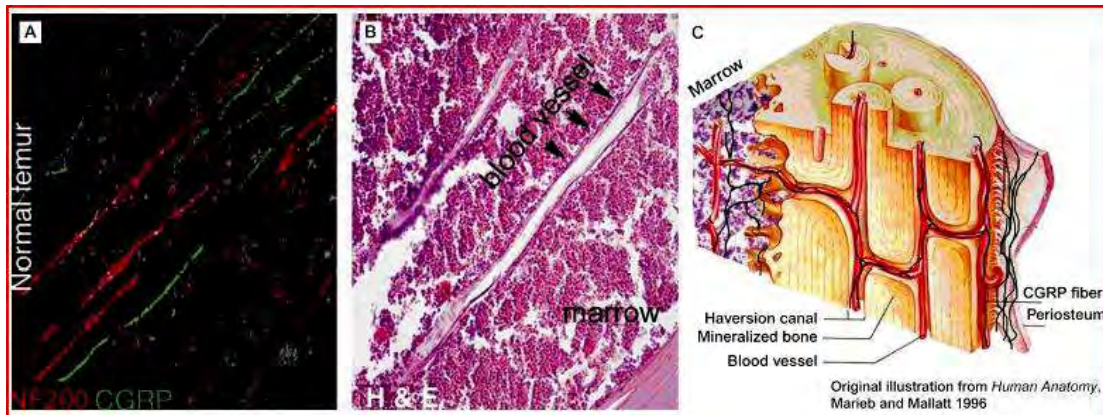 A
Normal femur
NF200 CGRP
B
blood vessel
marrow
H & E
C
Marrow
CGRP fiber
Periosteum
Haversion canal
Mineralized bone
Blood vessel
Original illustration from Human Anatomy,
Marieb and Mallatt 1996